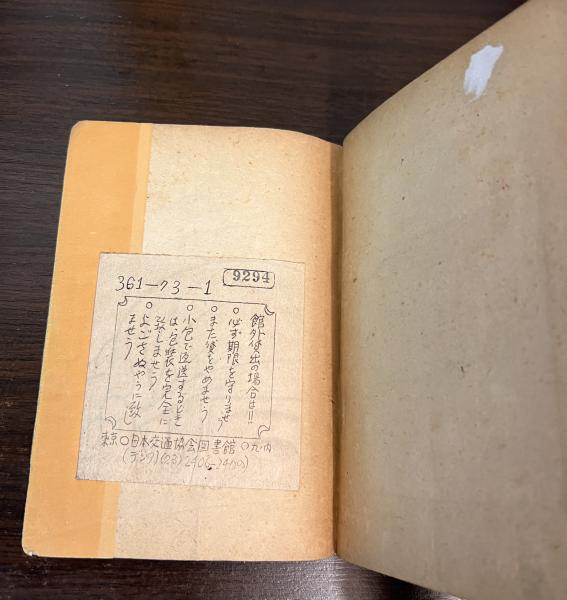 361-73-1
9294
館外貸出の場合は!!
○必ず期限を守りませう
○また貸をやめませう
○小包で返送するときは、包装を完全に
致しませう
○よごさぬやうに致し
ませう
東京○日本交通協会図書館○丸ノ内
(デンワ)(23)2406-2409)